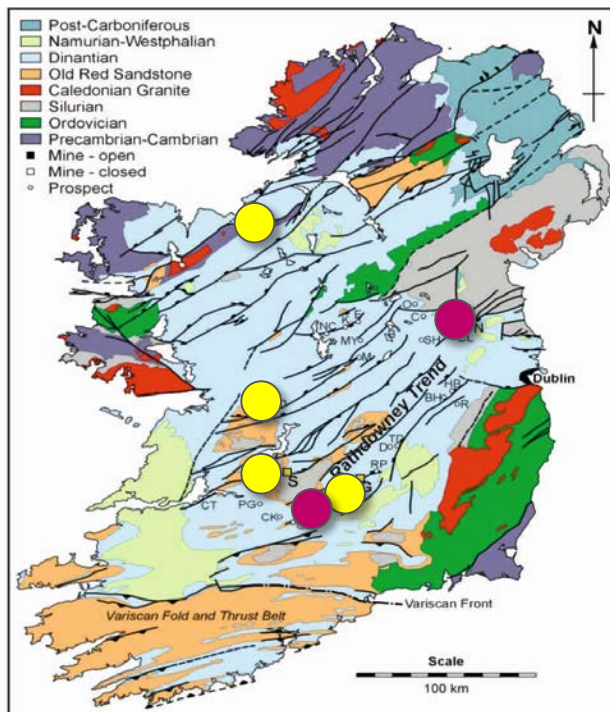 Post-Carboniferous
Namurian-Westphalian
Dinantian
Old Red Sandstone
Caledonian Granite
Silurian
Ordovician
Precambrian-Cambrian
Mine - open
Mine - closed
Prospect
N
O
C
E
K
NC
B
MY
M
SH
N
Dublin
HB
BH
R
Rathdowney Trend
TD
D
RP
S
S
CT
PG
CK
Variscan Front
Variscan Fold and Thrust Belt
Scale
100 km